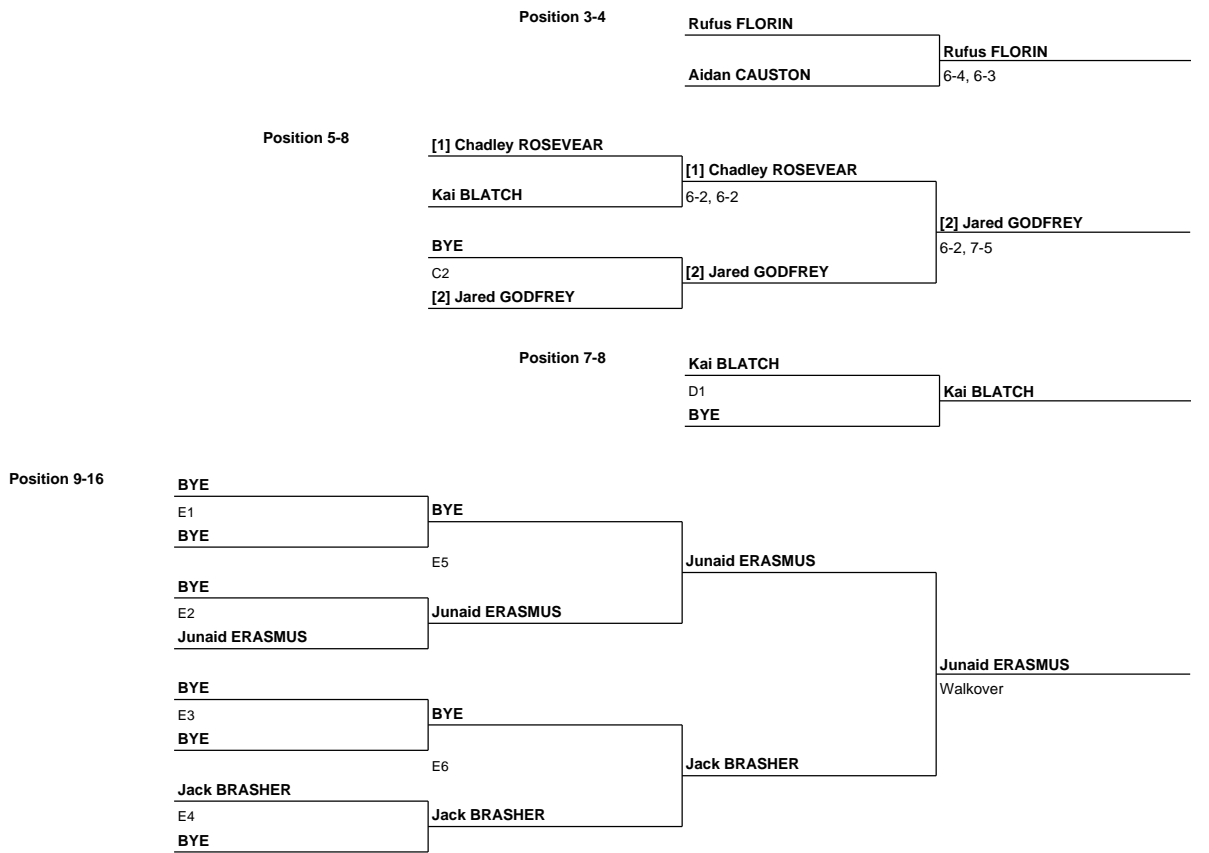 Position 3-4
Rufus FLORIN
Rufus FLORIN
Aidan CAUSTON
6-4, 6-3
Position 5-8
[1] Chadley ROSEVEAR
[1] Chadley ROSEVEAR
Kai BLATCH
6-2, 6-2
[2] Jared GODFREY
BYE
6-2, 7-5
C2
[2] Jared GODFREY
[2] Jared GODFREY
Position 7-8
Kai BLATCH
D1
Kai BLATCH
BYE
Position 9-16
BYE
E1
BYE
BYE
E5
Junaid ERASMUS
BYE
E2
Junaid ERASMUS
Junaid ERASMUS
Junaid ERASMUS
Walkover
BYE
E3
BYE
BYE
E6
Jack BRASHER
Jack BRASHER
E4
Jack BRASHER
BYE